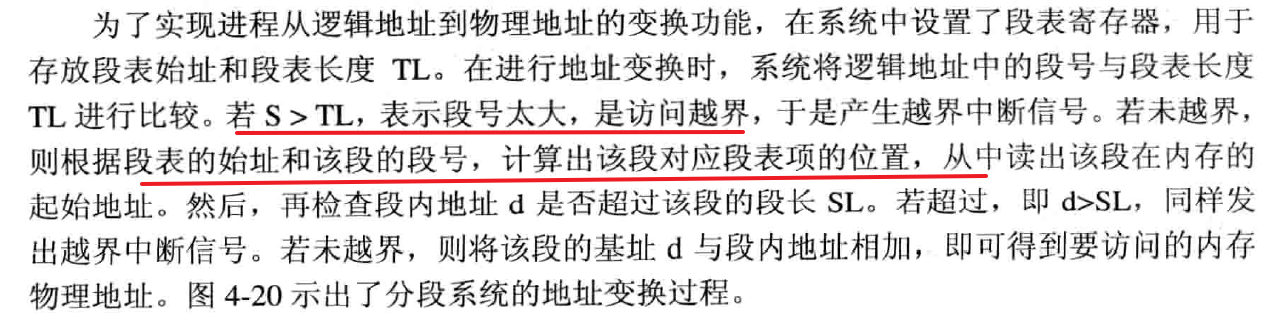 为了实现进程从逻辑地址到物理地址的变换功能，在系统中设置了段表寄存器，用于
存放段表始址和段表长度 TL。在进行地址变换时，系统将逻辑地址中的段号与段表长度
TL 进行比较。若 S > TL，表示段号太大，是访问越界，于是产生越界中断信号。若未越界，
则根据段表的始址和该段的段号，计算出该段对应段表项的位置，从中读出该段在内存的
起始地址。然后，再检查段内地址 d 是否超过该段的段长 SL。若超过，即 d>SL，同样发
出越界中断信号。若未越界，则将该段的基址 d 与段内地址相加，即可得到要访问的内存
物理地址。图 4-20 示出了分段系统的地址变换过程。